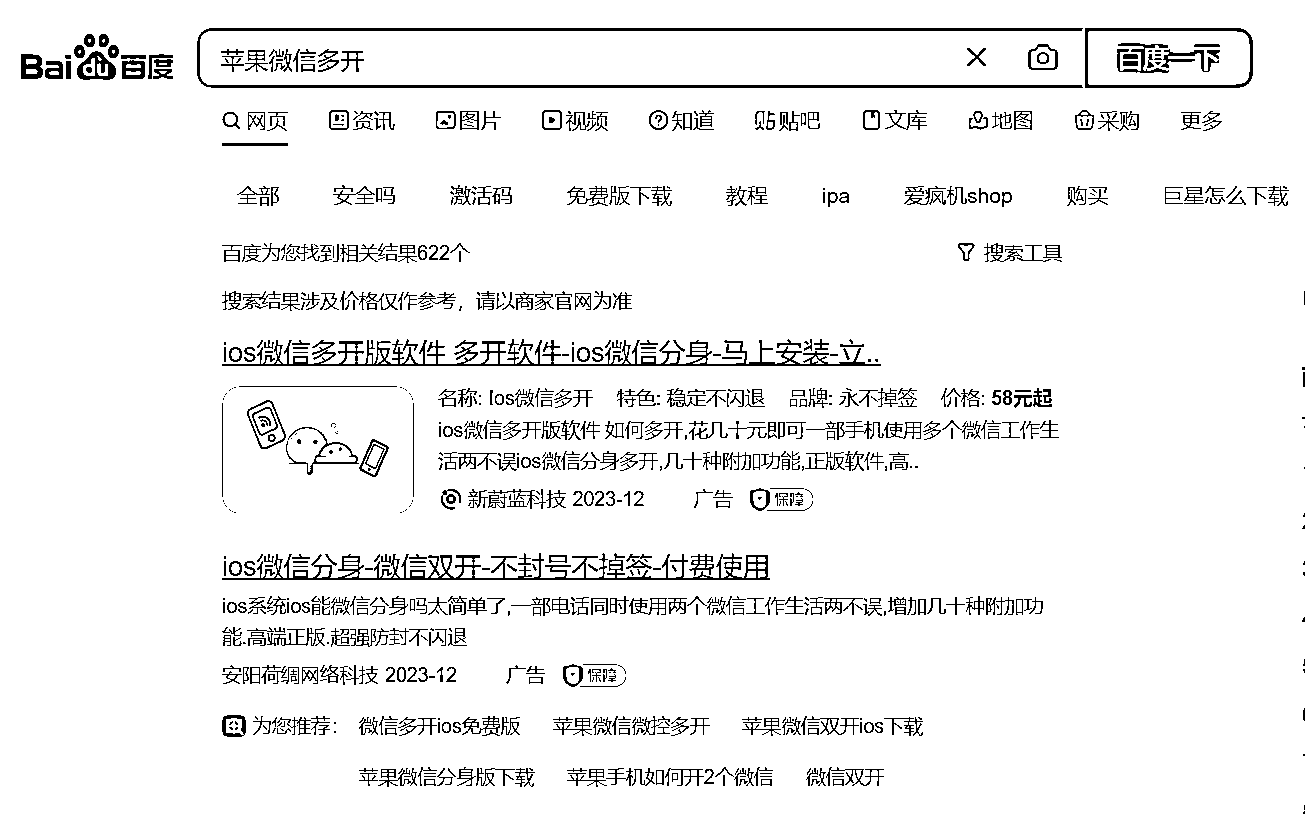 Bai du 百度 苹果微信多开 百度一下
网页 资讯 图片 视频 知道 贴吧 文库 地图 采购 更多
全部 安全吗 激活码 免费版下载 教程 ipa 爱疯机shop 购买 巨星怎么下载
百度为您找到相关结果622个 搜索工具
搜索结果涉及价格仅作参考，请以商家官网为准
ios微信多开版软件 多开软件-ios微信分身-马上安装-立..
名称: Ios微信多开 特色: 稳定不闪退 品牌: 永不掉签 价格: 58元起
ios微信多开版软件 如何多开,花几十元即可一部手机使用多个微信工作生
活两不误ios微信分身多开,几十种附加功能,正版软件,高..
新蔚蓝科技 2023-12 广告 保障
ios微信分身-微信双开-不封号不掉签-付费使用
ios系统ios能微信分身吗太简单了,一部电话同时使用两个微信工作生活两不误,增加几十种附加功
能.高端正版.超强防封不闪退
安阳荷绸网络科技 2023-12 广告 保障
为您推荐： 微信多开ios免费版 苹果微信微控多开 苹果微信双开ios下载
苹果微信分身版下载 苹果手机如何开2个微信 微信双开